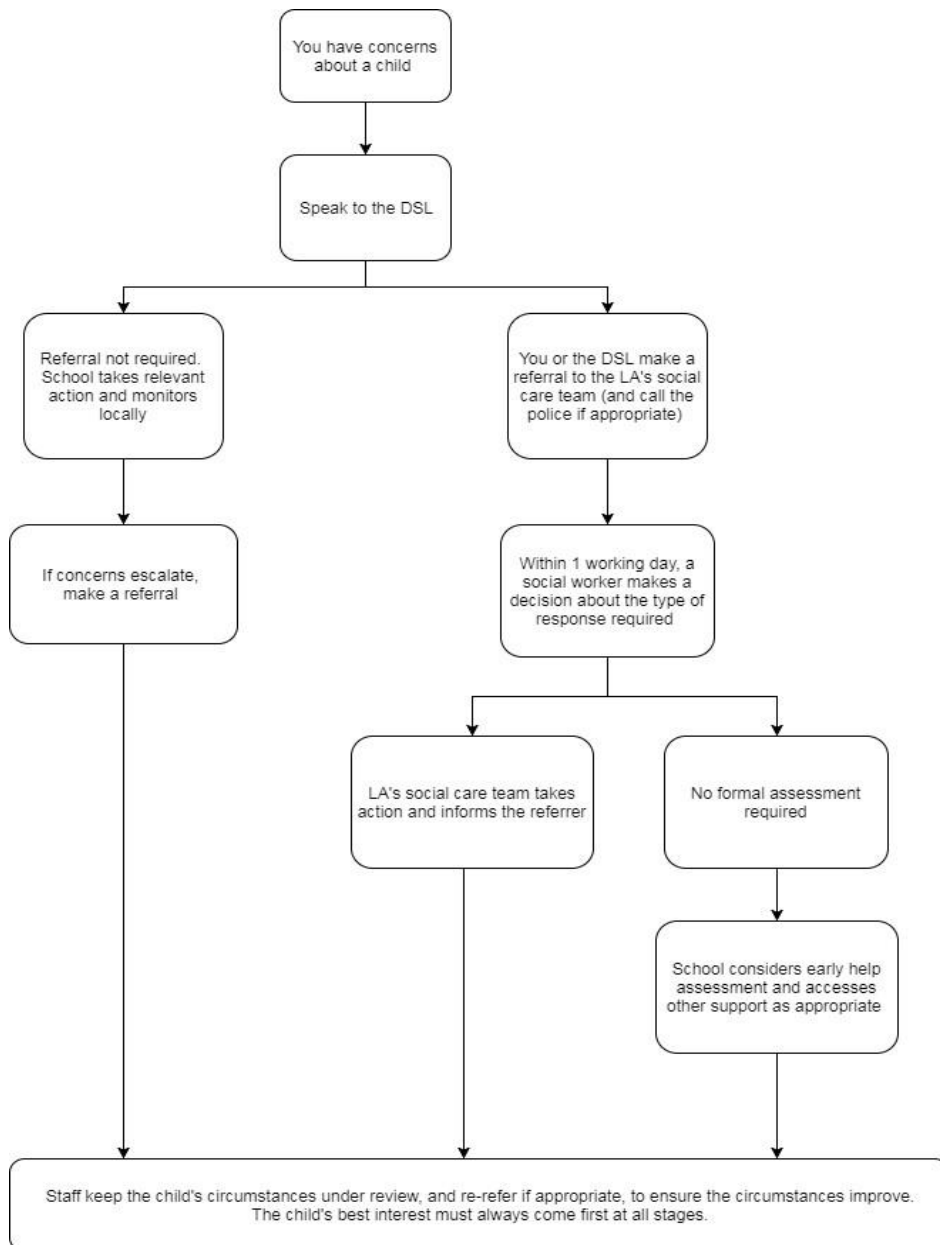 You have concerns
about a child
Speak to the DSL
Referral not required.
School takes relevant
action and monitors
locally
You or the DSL make a
referral to the LA's social
care team (and call the
police if appropriate)
If concerns escalate,
make a referral
Within 1 working day, a
social worker makes a
decision about the type of
response required
LA's social care team takes
action and informs the referrer
No formal assessment
required
School considers early help
assessment and accesses
other support as appropriate
Staff keep the child's circumstances under review, and re-refer if appropriate, to ensure the circumstances improve.
The child's best interest must always come first at all stages.